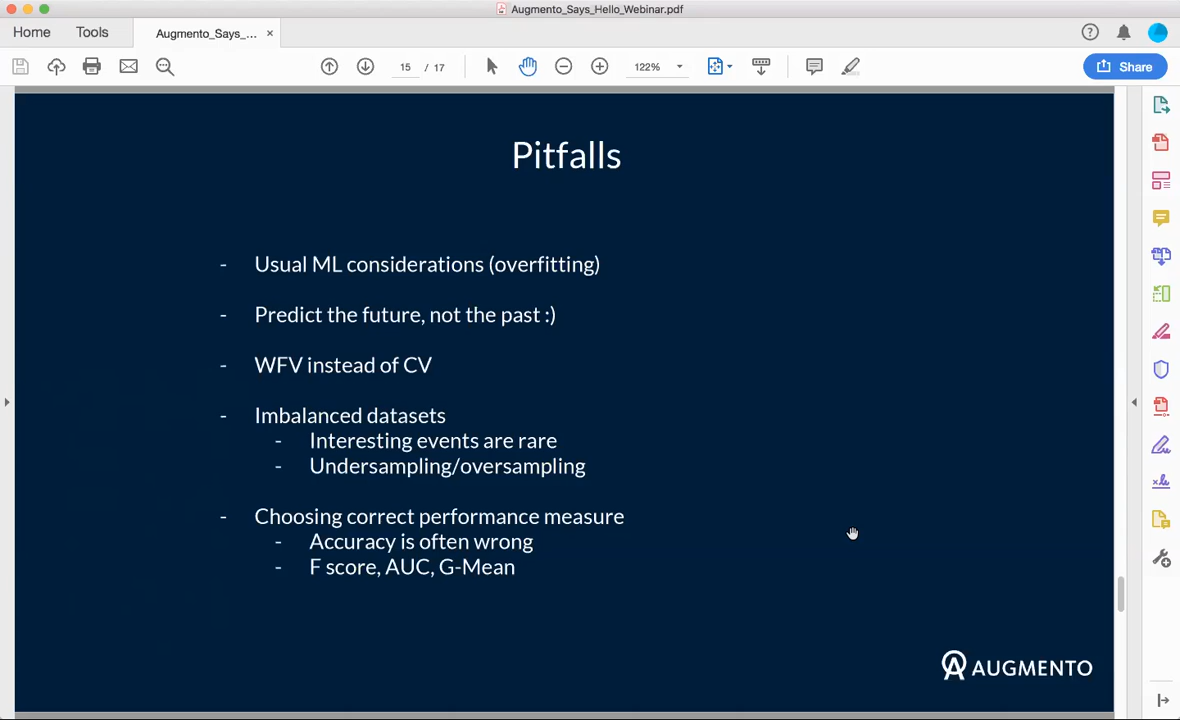 Augmento_Says_Hello_Webinar.pdf
Home Tools Augmento_Says_... ×
15 / 17 122% Share
Pitfalls
- Usual ML considerations (overfitting)
- Predict the future, not the past :)
- WFV instead of CV
- Imbalanced datasets
- Interesting events are rare
- Undersampling/oversampling
- Choosing correct performance measure
- Accuracy is often wrong
- F score, AUC, G-Mean
AUGMENTO